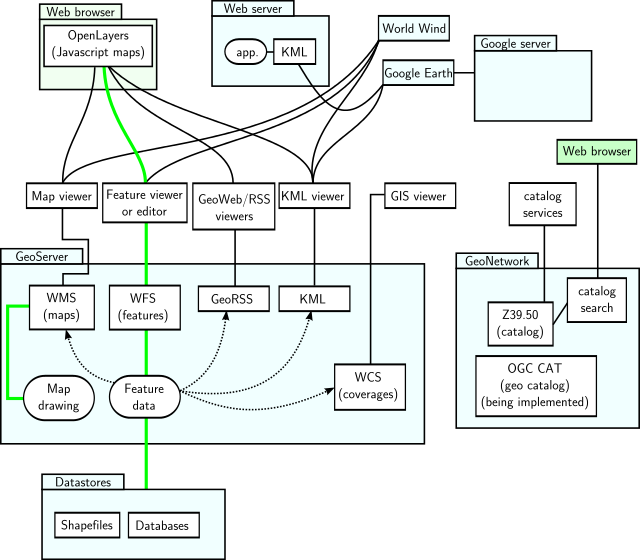 Web browser
OpenLayers
(Javascript maps)
Web server
app.
KML
World Wind
Google Earth
Google server
Web browser
Map viewer
Feature viewer
or editor
GeoWeb/RSS
viewers
KML viewer
GIS viewer
catalog
services
GeoServer
WMS
(maps)
WFS
(features)
GeoRSS
KML
WCS
(coverages)
Map
drawing
Feature
data
GeoNetwork
Z39.50
(catalog)
catalog
search
OGC CAT
(geo catalog)
(being implemented)
Datastores
Shapefiles
Databases